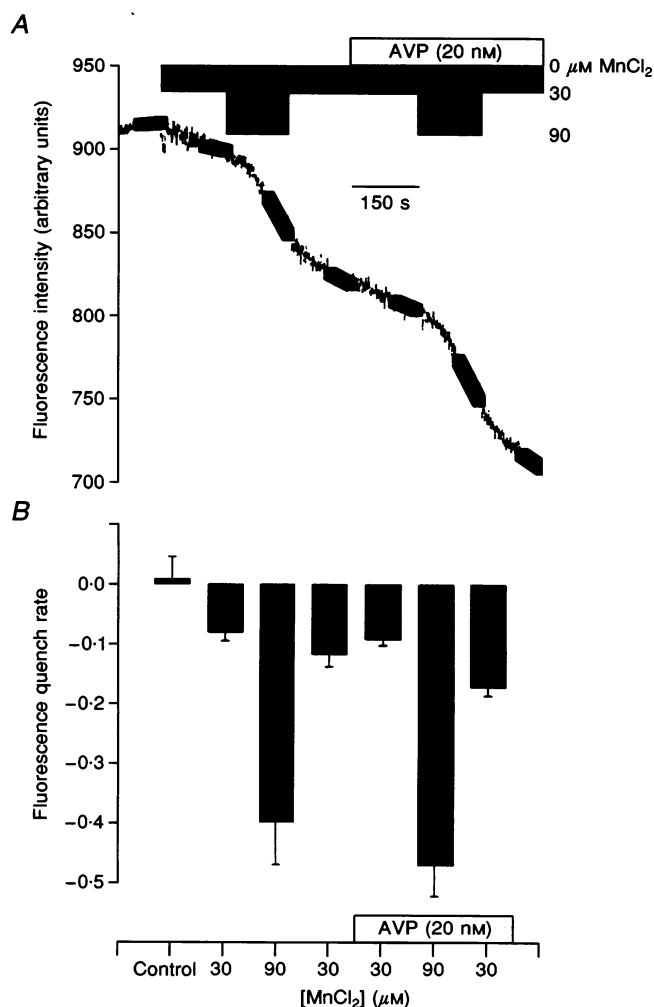 A
AVP (20 nM)
950
900
850
800
750
700
0 μM MnCl₂
30
90
150 s
Fluorescence intensity (arbitrary units)
B
0·0
−0·1
−0·2
−0·3
−0·4
−0·5
Fluorescence quench rate
AVP (20 nM)
Control 30 90 30 30 90 30
[MnCl₂] (μM)